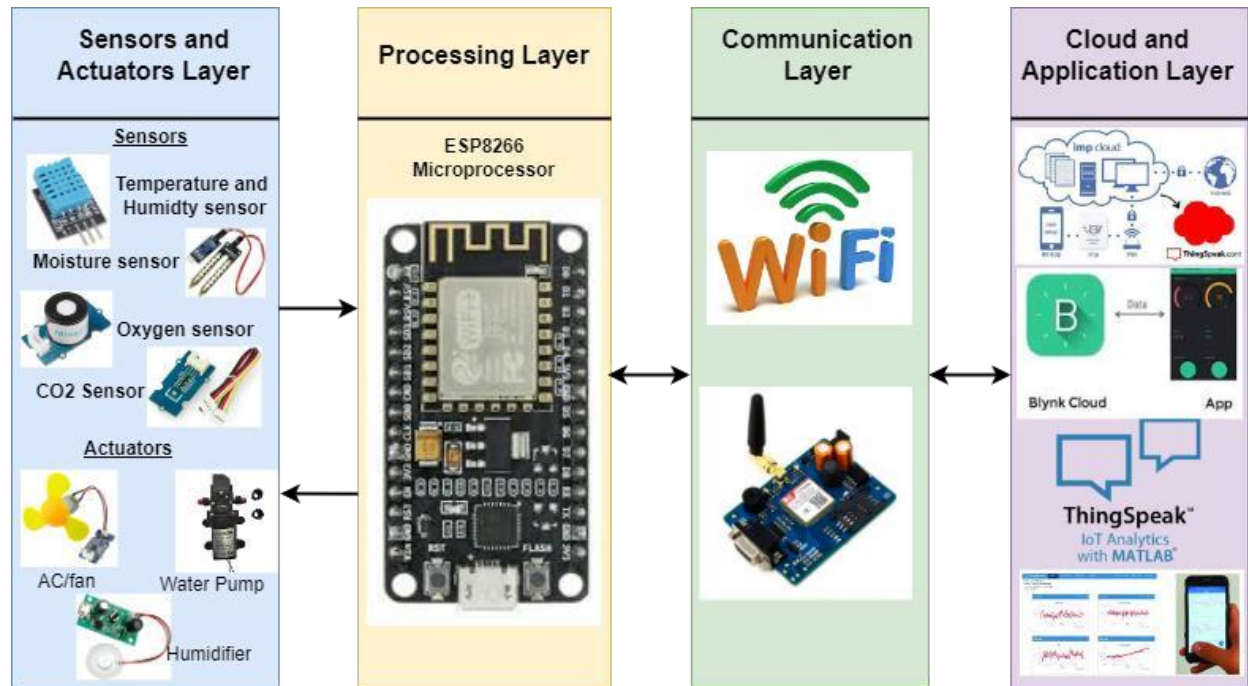 Sensors and
Actuators Layer
Sensors
Temperature and
Humidty sensor
Moisture sensor
Oxygen sensor
CO2 Sensor
Actuators
AC/fan
Water Pump
Humidifier
Processing Layer
ESP8266
Microprocessor
RST
FLASH
Communication
Layer
WiFi
Cloud and
Application Layer
imp cloud
ThingSpeak.com
B
Data
Blynk Cloud
App
ThingSpeak™
IoT Analytics
with MATLAB®